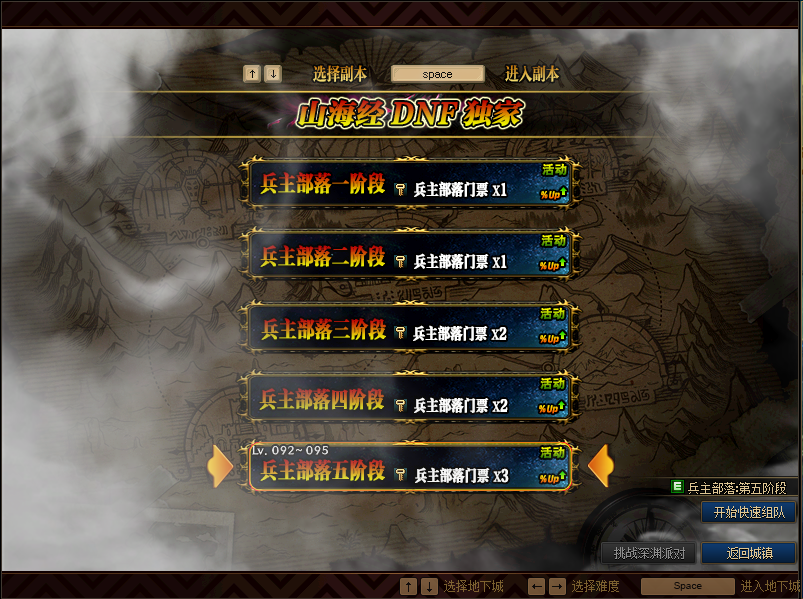 ↑ ↓ 选择副本 space 进入副本
山海经 DNF 独家
兵主部落一阶段 兵主部落门票 x1 活动 %Up
兵主部落二阶段 兵主部落门票 x1 活动 %Up
兵主部落三阶段 兵主部落门票 x2 活动 %Up
兵主部落四阶段 兵主部落门票 x2 活动 %Up
Lv. 092~095
兵主部落五阶段 兵主部落门票 x3 活动 %Up
E 兵主部落:第五阶段
开始快速组队
挑战深渊派对 返回城镇
↑ ↓ 选择地下城 ← → 选择难度 Space 进入地下城